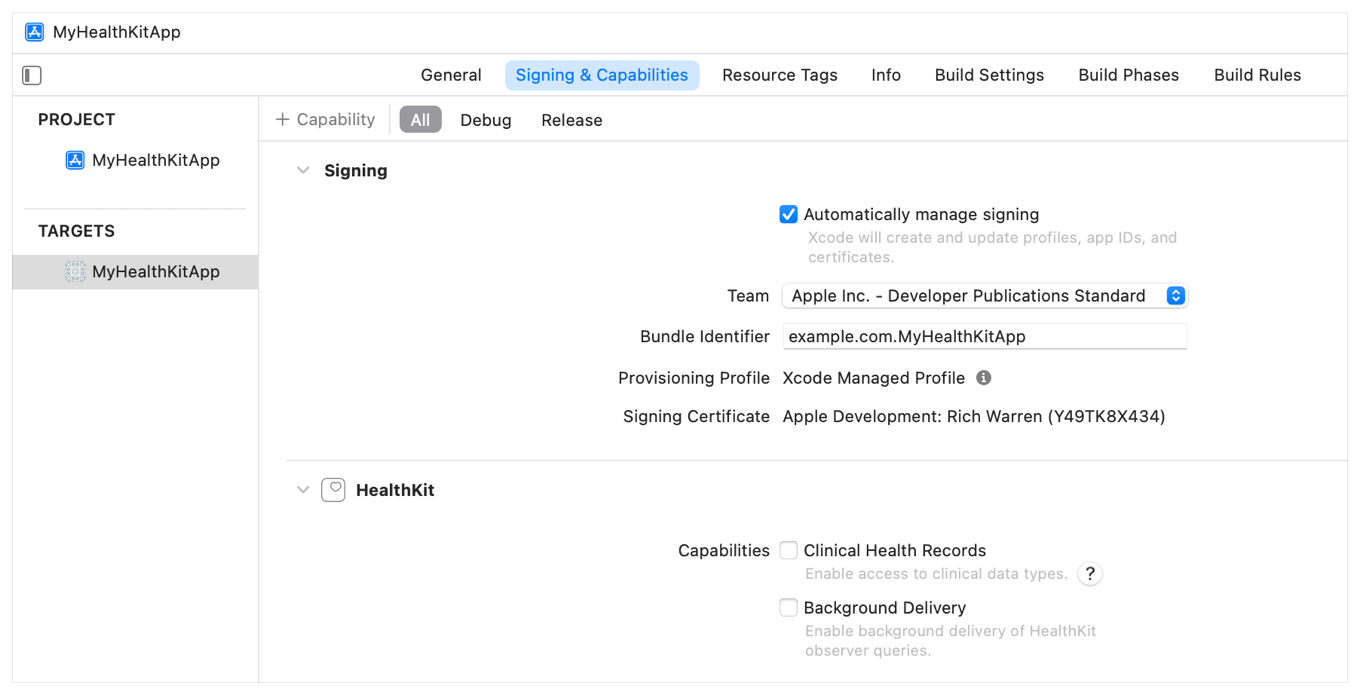 MyHealthKitApp
General Signing & Capabilities Resource Tags Info Build Settings Build Phases Build Rules
PROJECT
MyHealthKitApp
TARGETS
MyHealthKitApp
+ Capability All Debug Release
Signing
Automatically manage signing
Xcode will create and update profiles, app IDs, and
certificates.
Team Apple Inc. - Developer Publications Standard
Bundle Identifier example.com.MyHealthKitApp
Provisioning Profile Xcode Managed Profile
Signing Certificate Apple Development: Rich Warren (Y49TK8X434)
HealthKit
Capabilities Clinical Health Records
Enable access to clinical data types. ?
Background Delivery
Enable background delivery of HealthKit
observer queries.